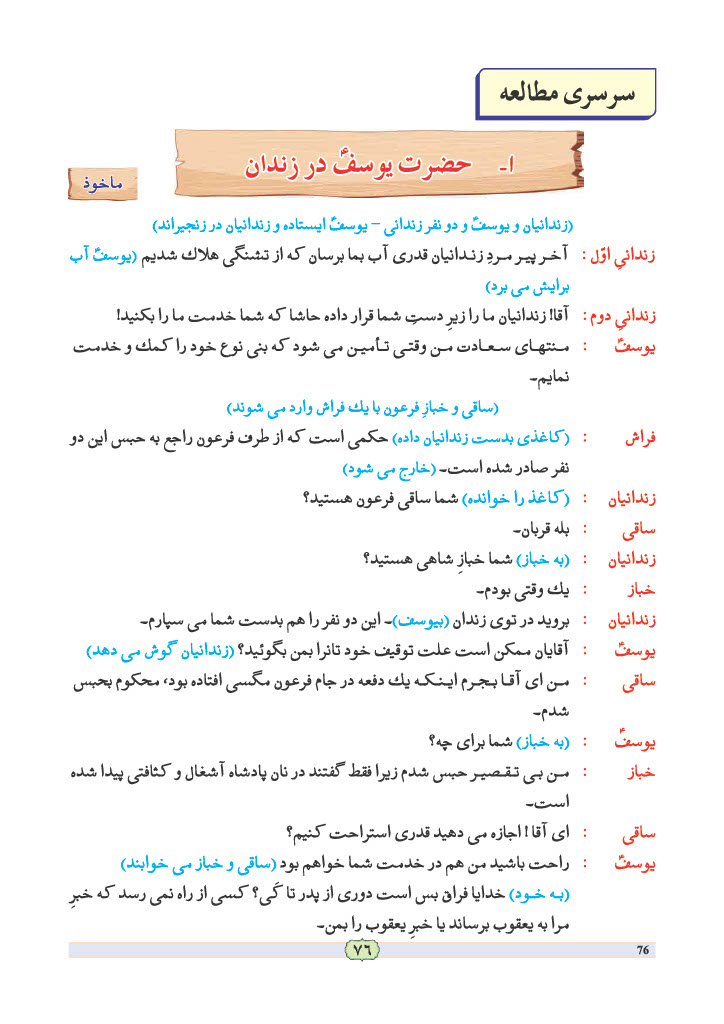 سرسری مطالعه
۱- حضرت یوسفؑ در زندان
ماخوذ
(زندانیان و یوسفؑ و دو نفر زندانی – یوسفؑ ایستاده و زندانیان در زنجیراند)
زندانیِ اوّل : آخر پیر مردِ زندانیان قدری آب بما برسان که از تشنگی هلاک شدیم (یوسفؑ آب
برایش می برد)
زندانیِ دوم : آقا! زندانیان ما را زیرِ دستِ شما قرار داده حاشا که شما خدمت ما را بکنید!
یوسفؑ : منتهای سعادت من وقتی تأمین می شود که بنی نوع خود را کمک و خدمت
نمایم۔
(ساقی و خبازِ فرعون با یک فراش وارد می شوند)
فراش : (کاغذی بدست زندانیان داده) حکمی است که از طرف فرعون راجع به حبس این دو
نفر صادر شده است۔ (خارج می شود)
زندانیان : (کاغذ را خوانده) شما ساقی فرعون هستید؟
ساقی : بله قربان۔
زندانیان : (به خباز) شما خبازِ شاهی هستید؟
خباز : یک وقتی بودم۔
زندانیان : بروید در توی زندان (بیوسف)۔ این دو نفر را هم بدست شما می سپارم۔
یوسفؑ : آقایان ممکن است علت توقیف خود تانرا بمن بگوئید؟ (زندانیان گوش می دهد)
ساقی : من ای آقا بجرم اینکه یک دفعه در جام فرعون مگسی افتاده بود، محکوم بحبس
شدم۔
یوسفؑ : (به خباز) شما برای چه؟
خباز : من بی تقصیر حبس شدم زیرا فقط گفتند در نان پادشاه آشغال و کثافتی پیدا شده
است۔
ساقی : ای آقا ! اجازه می دهید قدری استراحت کنیم؟
یوسفؑ : راحت باشید من هم در خدمت شما خواهم بود (ساقی و خباز می خوابند)
(به خود) خدایا فراق بس است دوری از پدر تا کَی؟ کسی از راه نمی رسد که خبرِ
مرا به یعقوب برساند یا خبرِ یعقوب را بمن۔
۷۶
76